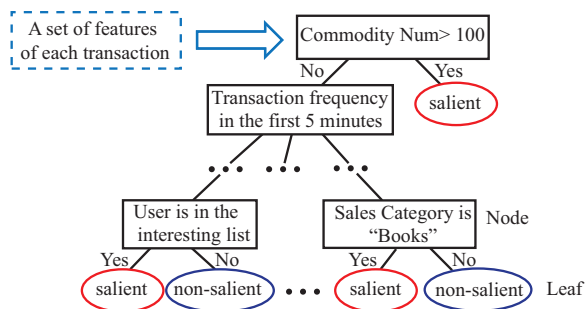 A set of features
of each transaction
Commodity Num> 100
No
Yes
salient
Transaction frequency
in the first 5 minutes
User is in the
interesting list
Sales Category is
“Books”
Node
Yes
No
Yes
No
salient
non-salient
salient
non-salient
Leaf